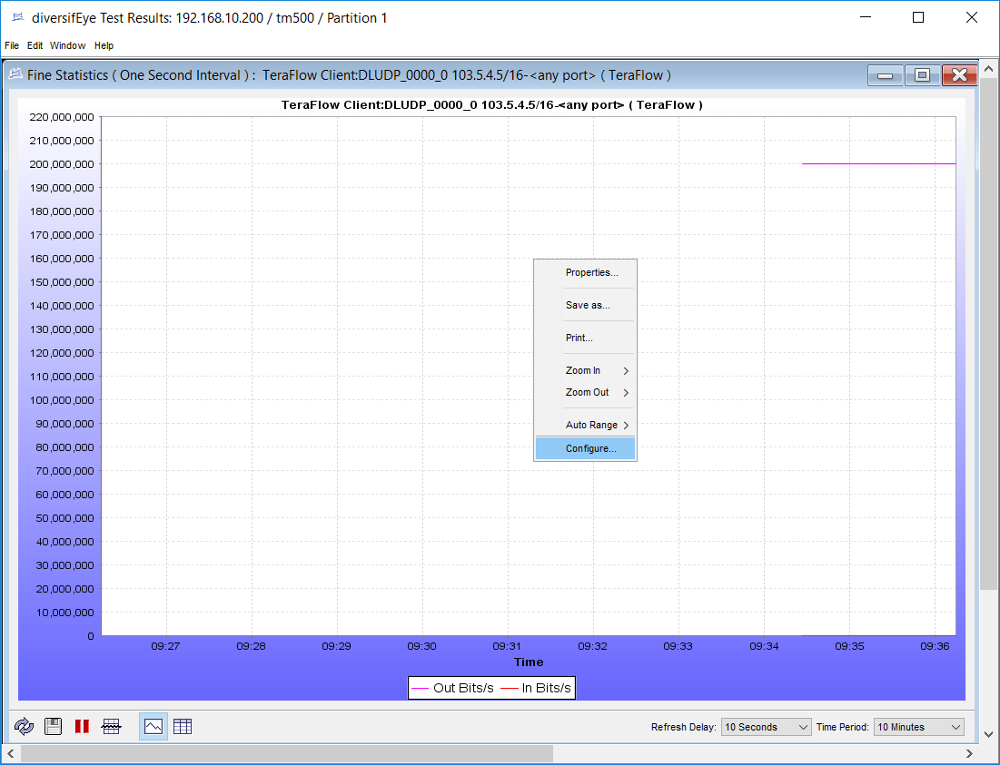 diversifEye Test Results: 192.168.10.200 / tm500 / Partition 1
File Edit Window Help
Fine Statistics ( One Second Interval ) : TeraFlow Client:DLUDP_0000_0 103.5.4.5/16-<any port> ( TeraFlow )
TeraFlow Client:DLUDP_0000_0 103.5.4.5/16-<any port> ( TeraFlow )
220,000,000
210,000,000
200,000,000
190,000,000
180,000,000
170,000,000
160,000,000
150,000,000
140,000,000
130,000,000
120,000,000
110,000,000
100,000,000
90,000,000
80,000,000
70,000,000
60,000,000
50,000,000
40,000,000
30,000,000
20,000,000
10,000,000
0
Properties...
Save as...
Print...
Zoom In
Zoom Out
Auto Range
Configure...
09:27 09:28 09:29 09:30 09:31 09:32 09:33 09:34 09:35 09:36
Time
Out Bits/s In Bits/s
Refresh Delay: 10 Seconds Time Period: 10 Minutes